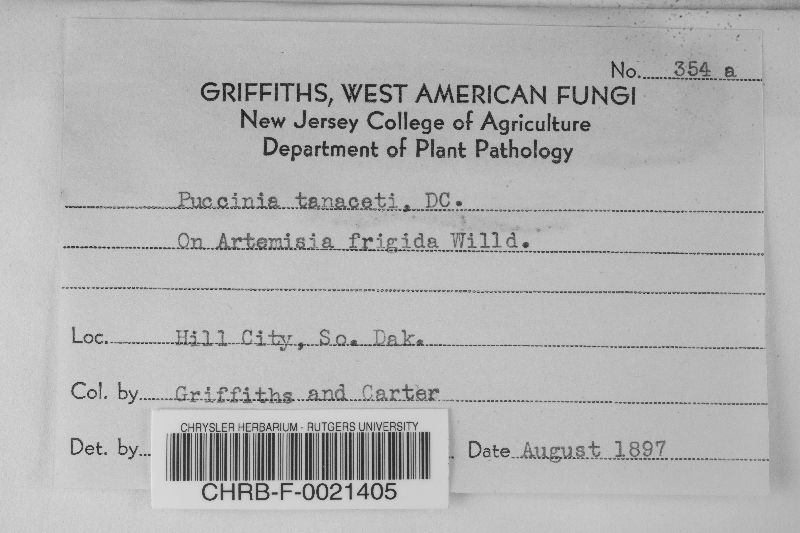 No. 354 a
GRIFFITHS, WEST AMERICAN FUNGI
New Jersey College of Agriculture
Department of Plant Pathology
Puccinia tanaceti, DC.
On Artemisia frigida Willd.
Loc. Hill City, So. Dak.
Col. by Griffiths and Carter
Det. by
Date August 1897
CHRYSLER HERBARIUM - RUTGERS UNIVERSITY
CHRB-F-0021405